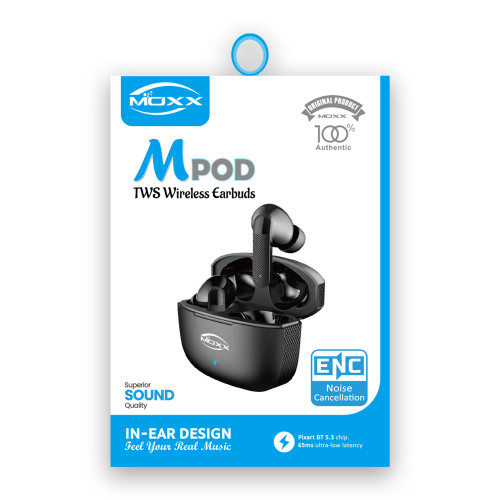 MOXX
ORIGINAL PRODUCT
MOXX
100%
Authentic
MPOD
TWS Wireless Earbuds
MOXX
Superior
SOUND
Quality
ENC
Noise
Cancellation
IN-EAR DESIGN
Feel Your Real Music
Pixart BT 5.3 chip.
65ms ultra-low latency